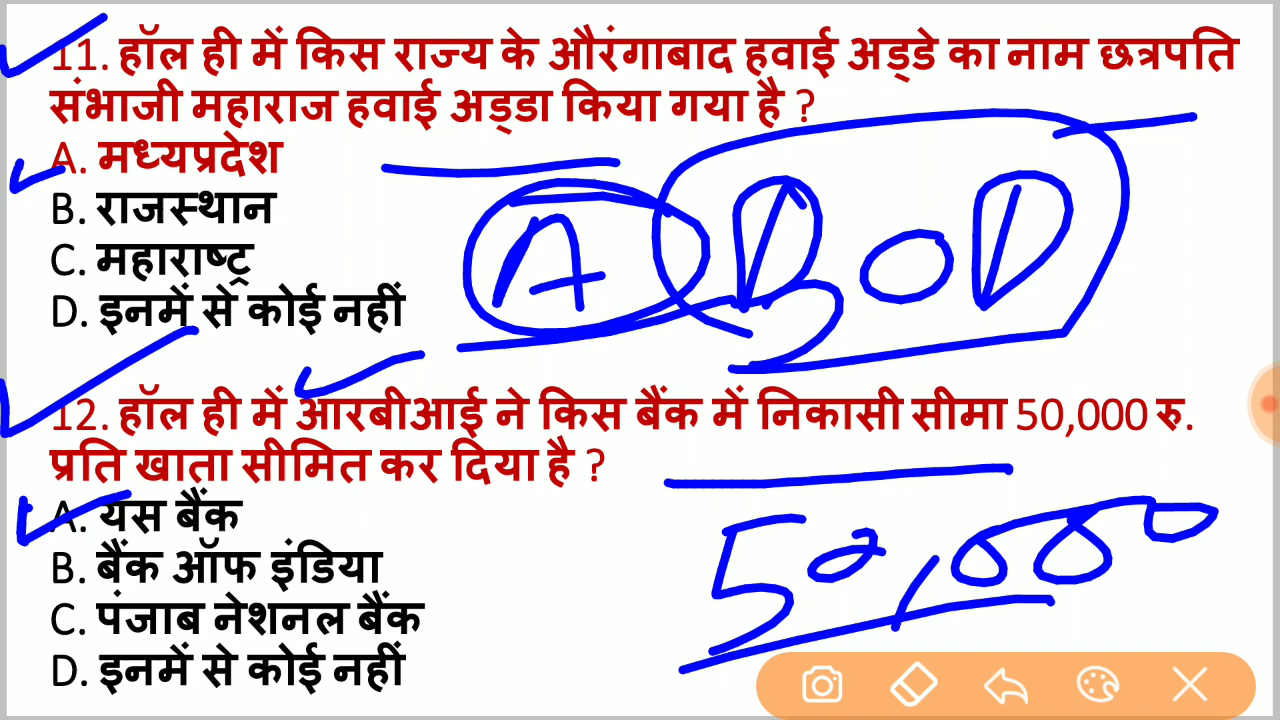 11. हॉल ही में किस राज्य के औरंगाबाद हवाई अड्डे का नाम छत्रपति
संभाजी महाराज हवाई अड्डा किया गया है ?
A. मध्यप्रदेश
B. राजस्थान
C. महाराष्ट्र
D. इनमें से कोई नहीं
A B O D
12. हॉल ही में आरबीआई ने किस बैंक में निकासी सीमा 50,000 रु.
प्रति खाता सीमित कर दिया है ?
A. यस बैंक
B. बैंक ऑफ इंडिया
C. पंजाब नेशनल बैंक
D. इनमें से कोई नहीं
50,000